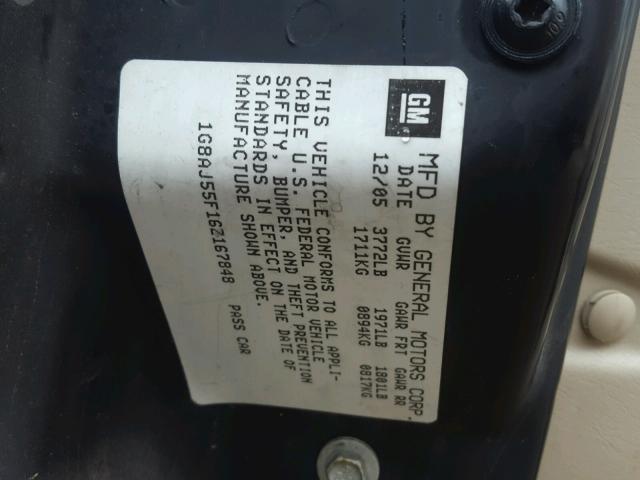 GM
MFD BY GENERAL MOTORS CORP.
DATE GVWR GAWR FRT GAWR RR
12/05 3772LB 1971LB 1801LB
1711KG 0894KG 0817KG
THIS VEHICLE CONFORMS TO ALL APPLI-
CABLE U.S. FEDERAL MOTOR VEHICLE
SAFETY, BUMPER, AND THEFT PREVENTION
STANDARDS IN EFFECT ON THE DATE OF
MANUFACTURE SHOWN ABOVE.
1G8AJ55F16Z167848 PASS CAR